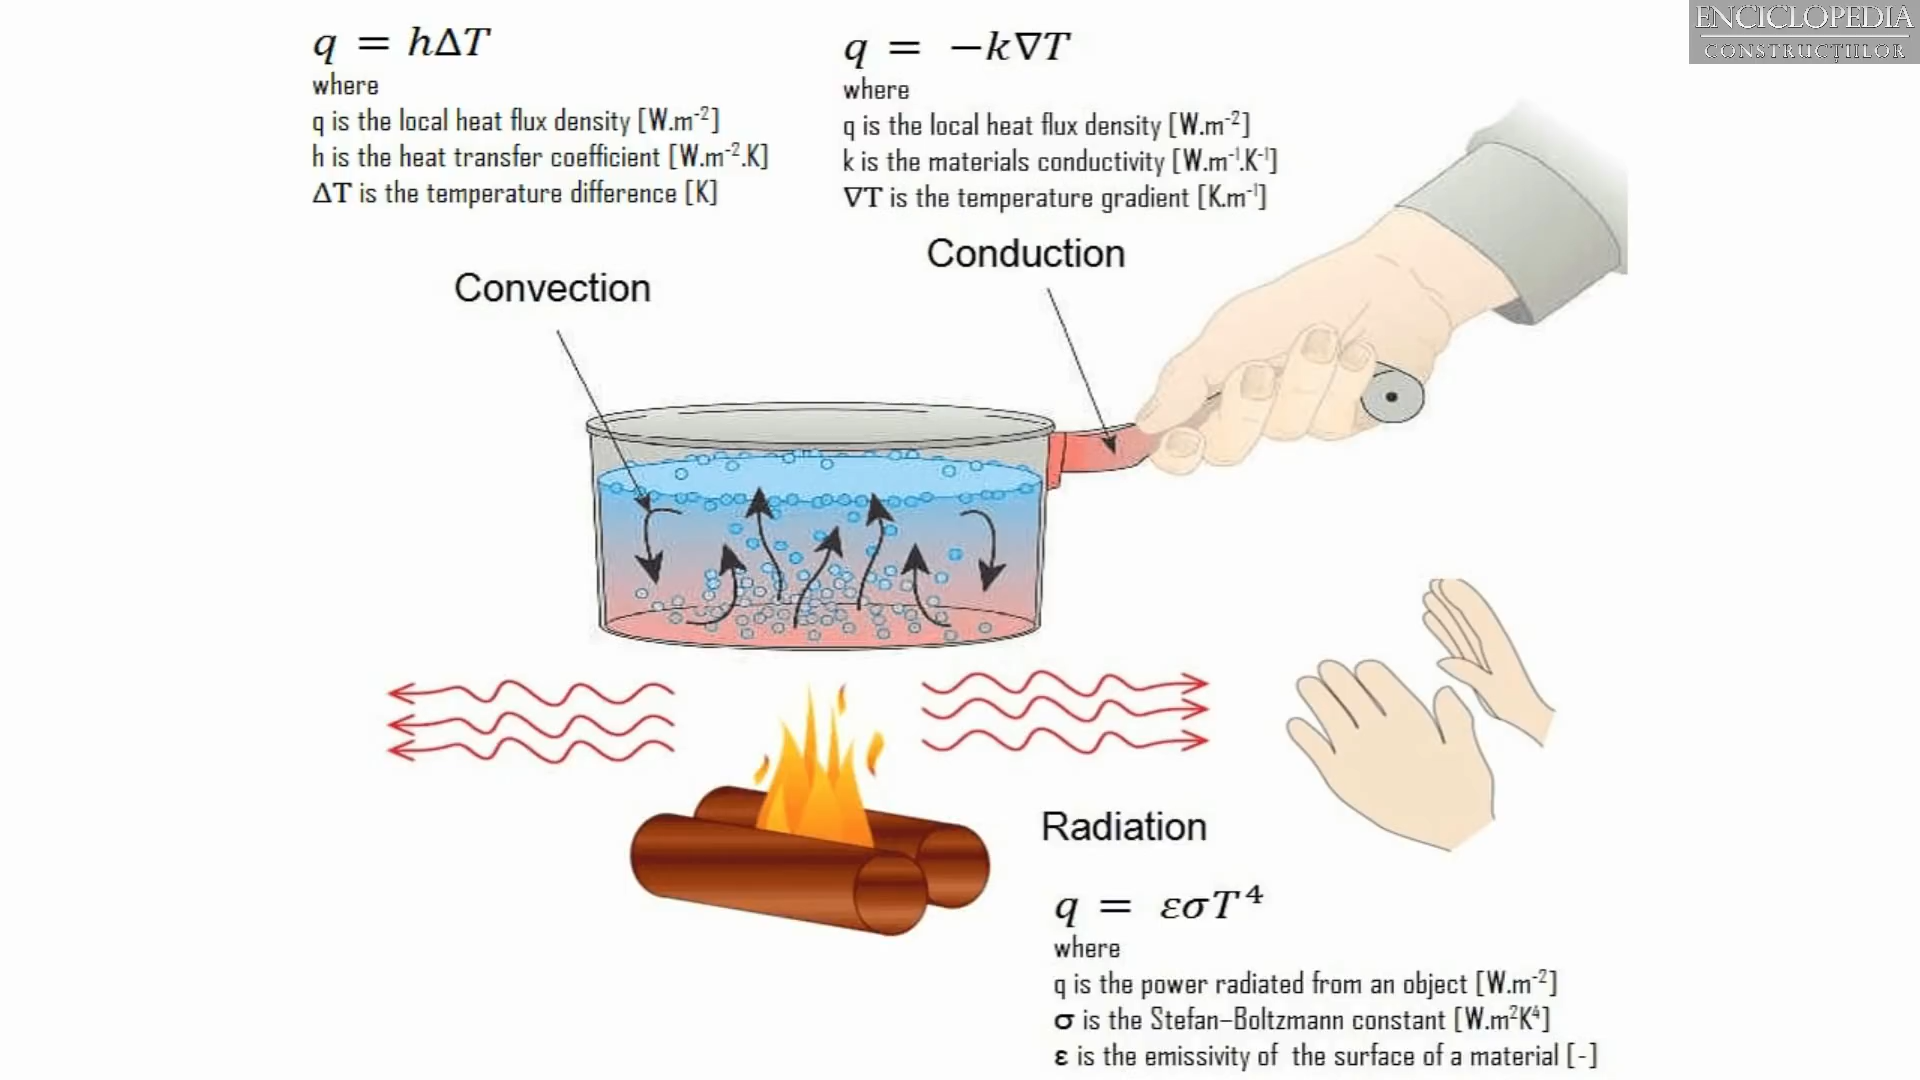 ENCICLOPEDIA
CONSTRUCȚIILOR
q = hΔT
where
q is the local heat flux density [W.m⁻²]
h is the heat transfer coefficient [W.m⁻².K]
ΔT is the temperature difference [K]
q = −k∇T
where
q is the local heat flux density [W.m⁻²]
k is the materials conductivity [W.m⁻¹.K⁻¹]
∇T is the temperature gradient [K.m⁻¹]
Convection
Conduction
Radiation
q = εσT⁴
where
q is the power radiated from an object [W.m⁻²]
σ is the Stefan–Boltzmann constant [W.m²K⁴]
ε is the emissivity of the surface of a material [-]